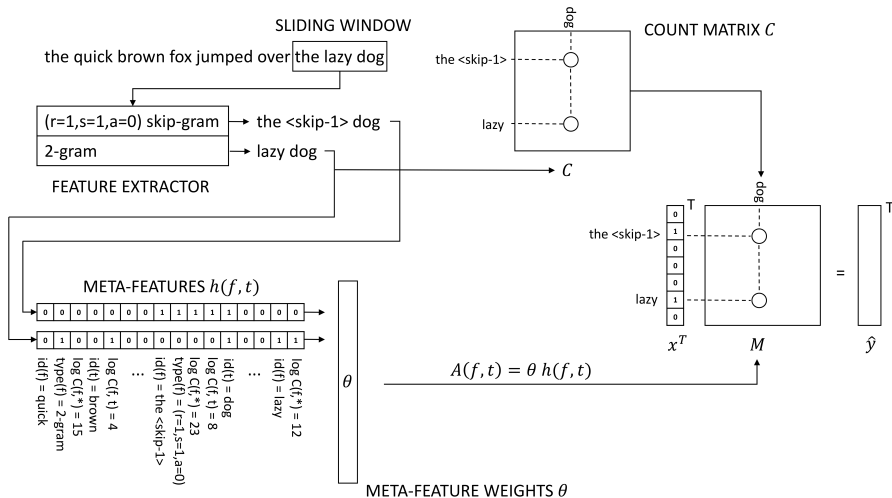 SLIDING WINDOW
the quick brown fox jumped over the lazy dog
(r=1,s=1,a=0) skip-gram
the <skip-1> dog
2-gram
lazy dog
FEATURE EXTRACTOR
COUNT MATRIX C
dog
the <skip-1>
lazy
C
dog
T
T
the <skip-1>
lazy
0
1
0
0
0
1
0
=
x^T
M
ŷ
META-FEATURES h(f, t)
0 0 0 0 0 0 0 1 1 1 1 1 0 0 0 0
0 1 0 0 1 0 0 0 0 0 0 1 0 0 1 1
id(f) = quick
type(f) = 2-gram
log C(f,*) = 15
id(t) = brown
log C(f, t) = 4
...
id(f) = the <skip-1>
type(f) = (r=1,s=1,a=0)
log C(f,*) = 23
log C(f, t) = 8
id(t) = dog
...
id(f) = lazy
log C(f,*) = 12
θ
A(f, t) = θ h(f, t)
META-FEATURE WEIGHTS θ